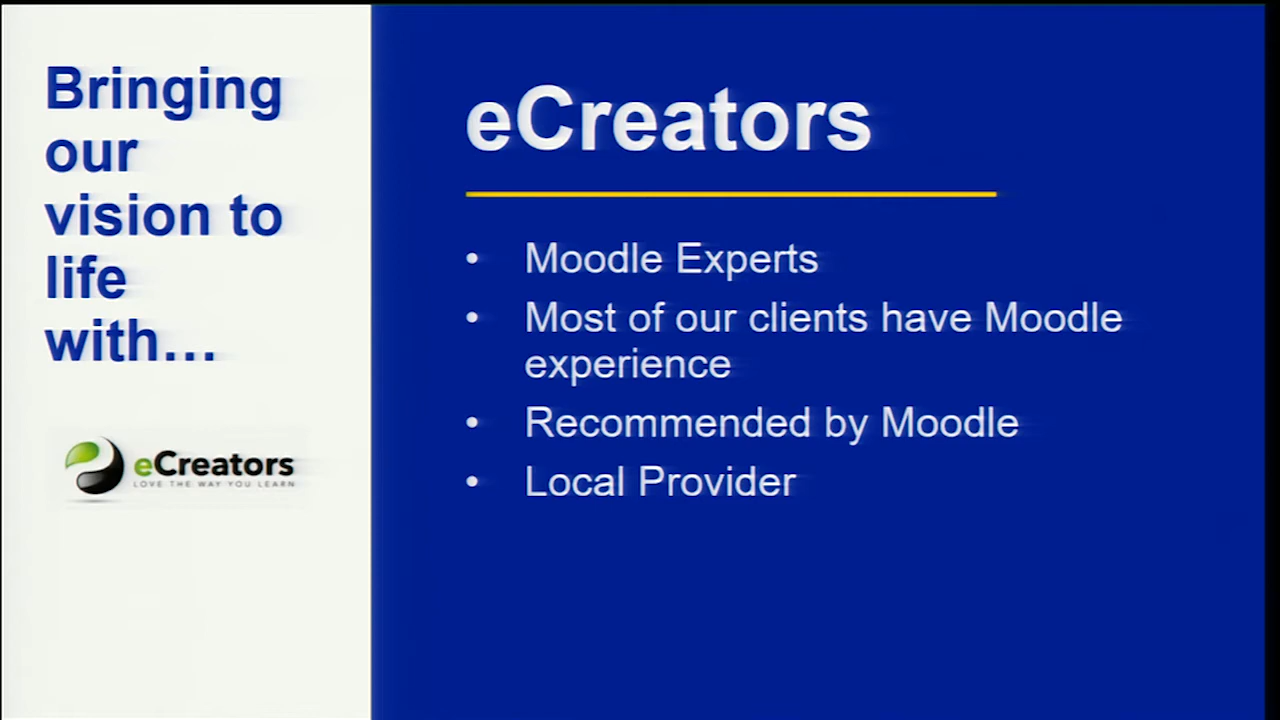 Bringing
our
vision to
life
with...
eCreators
LOVE THE WAY YOU LEARN
eCreators
• Moodle Experts
• Most of our clients have Moodle
experience
• Recommended by Moodle
• Local Provider